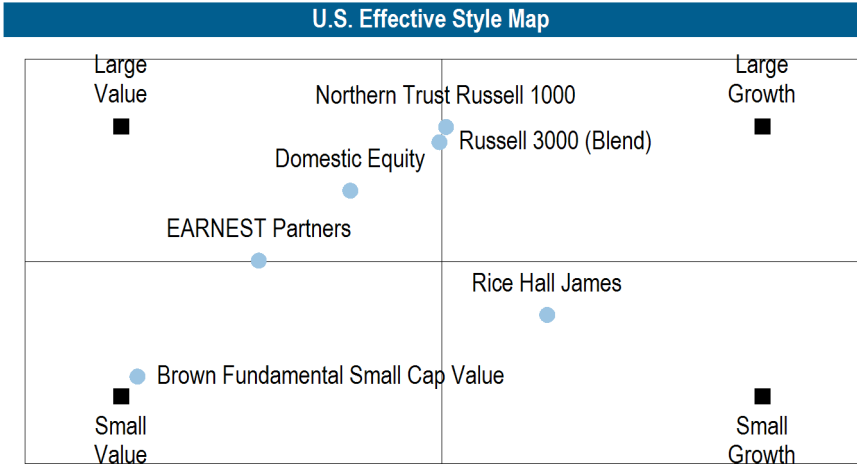 U.S. Effective Style Map
Large
Value
Large
Growth
Northern Trust Russell 1000
Russell 3000 (Blend)
Domestic Equity
EARNEST Partners
Rice Hall James
Brown Fundamental Small Cap Value
Small
Value
Small
Growth